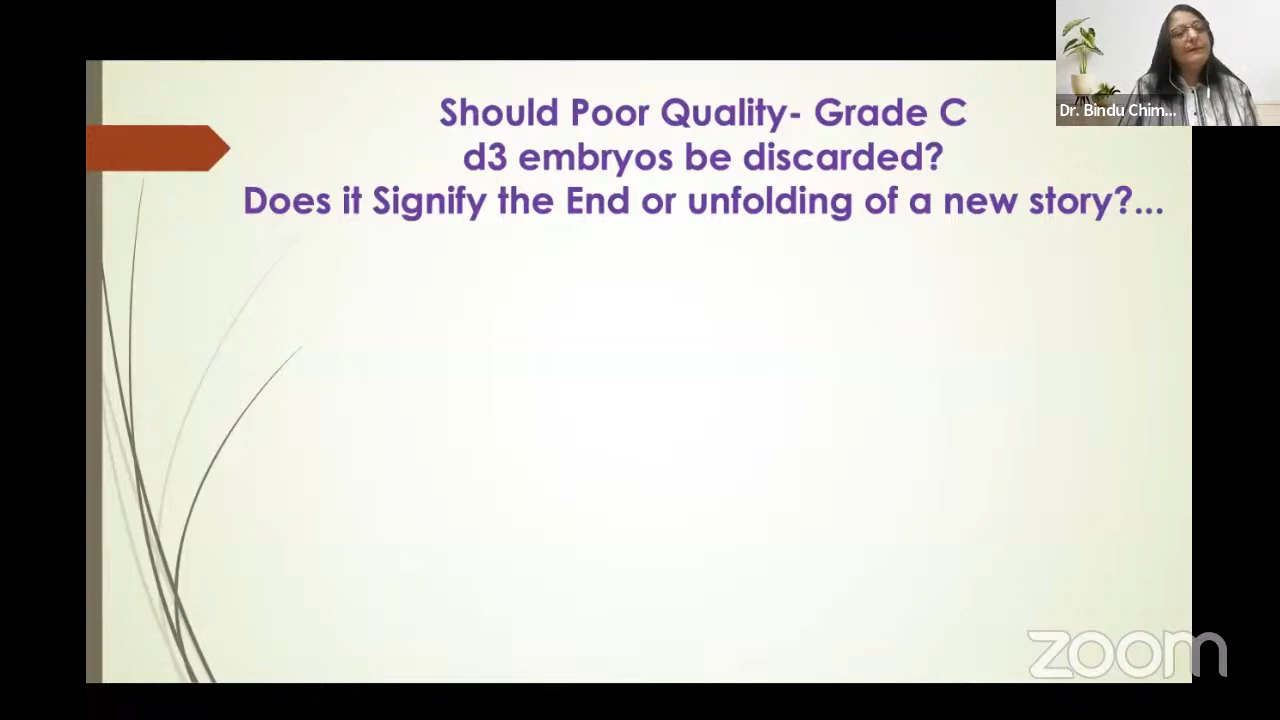 Should Poor Quality- Grade C
d3 embryos be discarded?
Does it Signify the End or unfolding of a new story?...
Dr. Bindu Chim...
zoom